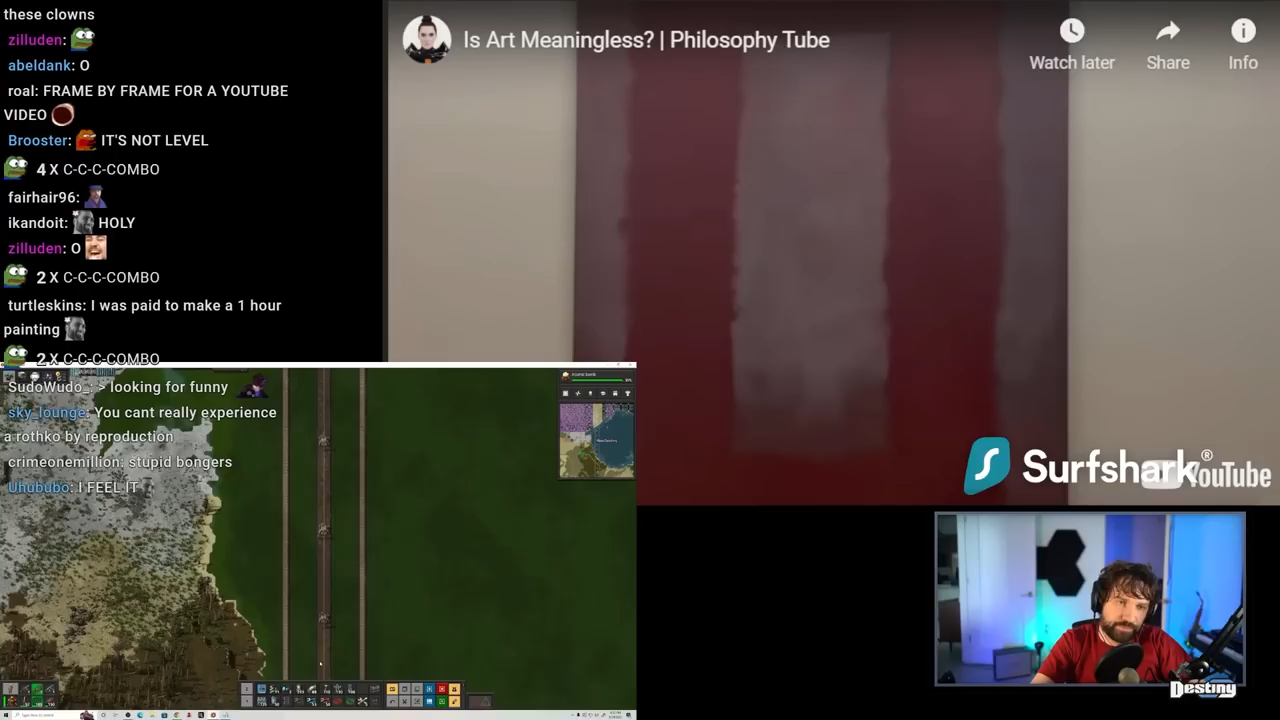 these clowns
zilluden:
abeldank: O
roal: FRAME BY FRAME FOR A YOUTUBE
VIDEO
Brooster: IT'S NOT LEVEL
4 X C-C-C-COMBO
fairhair96:
ikandoit: HOLY
zilluden: O
2 X C-C-C-COMBO
turtleskins: I was paid to make a 1 hour
painting
2 X C-C-C-COMBO
SudoWudo_: > looking for funny
sky_lounge: You cant really experience
a rothko by reproduction
crimeonemillion: stupid bongers
Uhububo: I FEEL IT
Is Art Meaningless? | Philosophy Tube
Watch later
Share
Info
Surfshark®
YouTube
Destiny